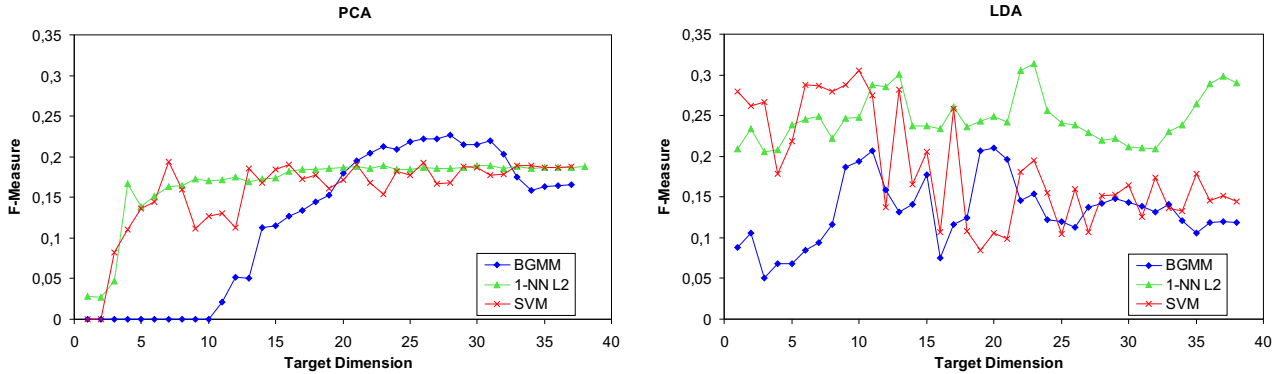 PCA
0,35
0,3
0,25
0,2
0,15
0,1
0,05
0
F-Measure
0 5 10 15 20 25 30 35 40
Target Dimension
BGMM
1-NN L2
SVM
LDA
0,35
0,3
0,25
0,2
0,15
0,1
0,05
0
F-Measure
0 5 10 15 20 25 30 35 40
Target Dimension
BGMM
1-NN L2
SVM